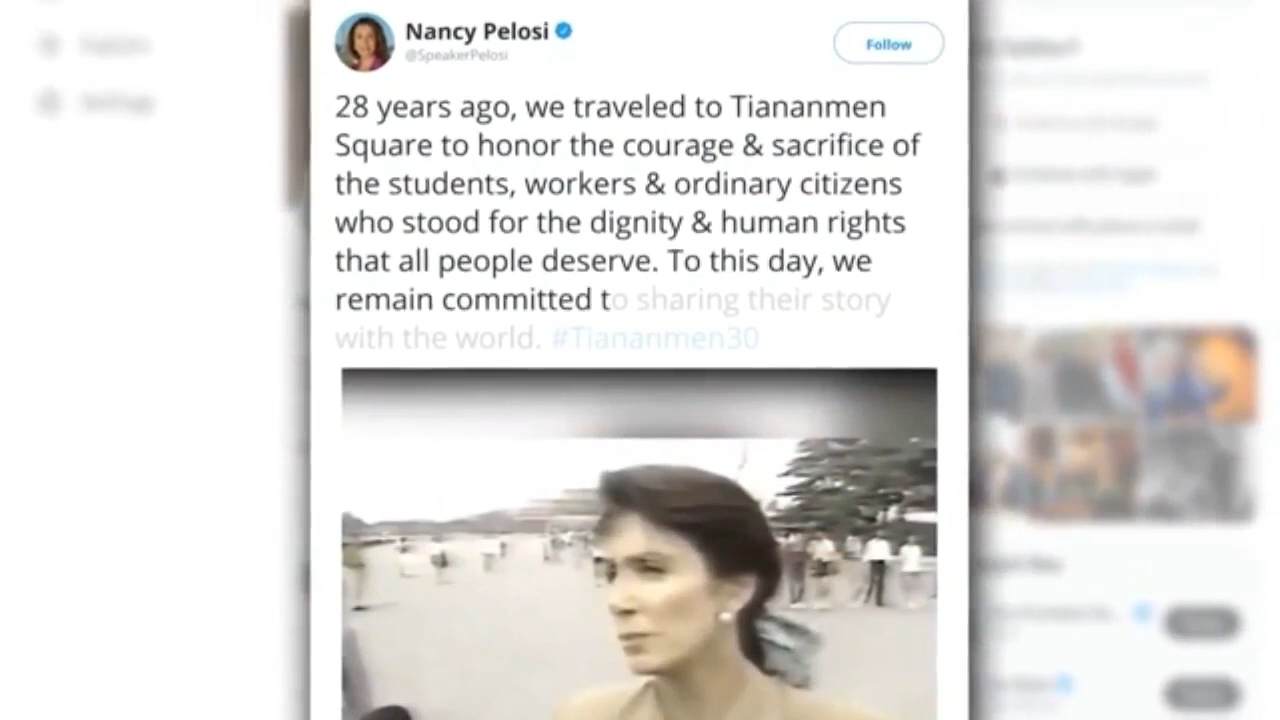 Nancy Pelosi
@SpeakerPelosi
Follow
28 years ago, we traveled to Tiananmen
Square to honor the courage & sacrifice of
the students, workers & ordinary citizens
who stood for the dignity & human rights
that all people deserve. To this day, we
remain committed to sharing their story
with the world. #Tiananmen30